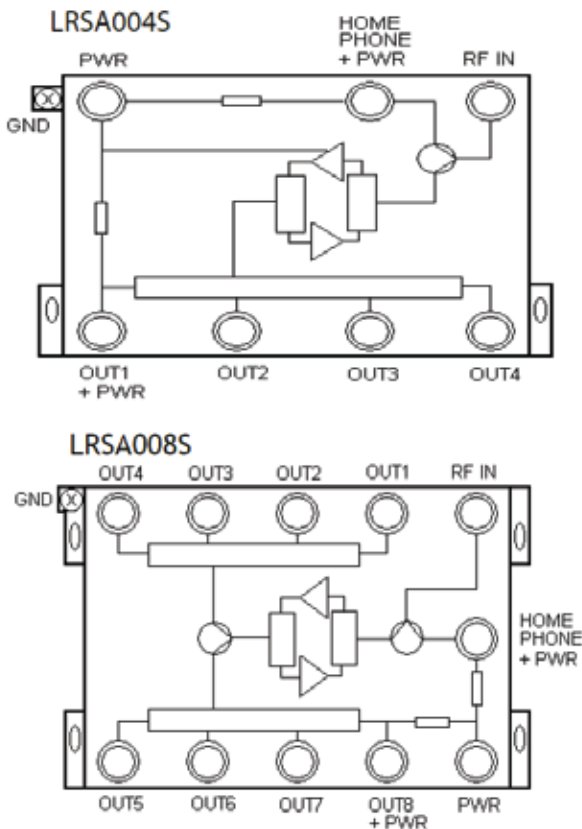 LRSA004S
PWR
HOME
PHONE
+ PWR
RF IN
GND
OUT1
+ PWR
OUT2
OUT3
OUT4
LRSA008S
OUT4
OUT3
OUT2
OUT1
RF IN
GND
HOME
PHONE
+ PWR
OUT5
OUT6
OUT7
OUT8
+ PWR
PWR